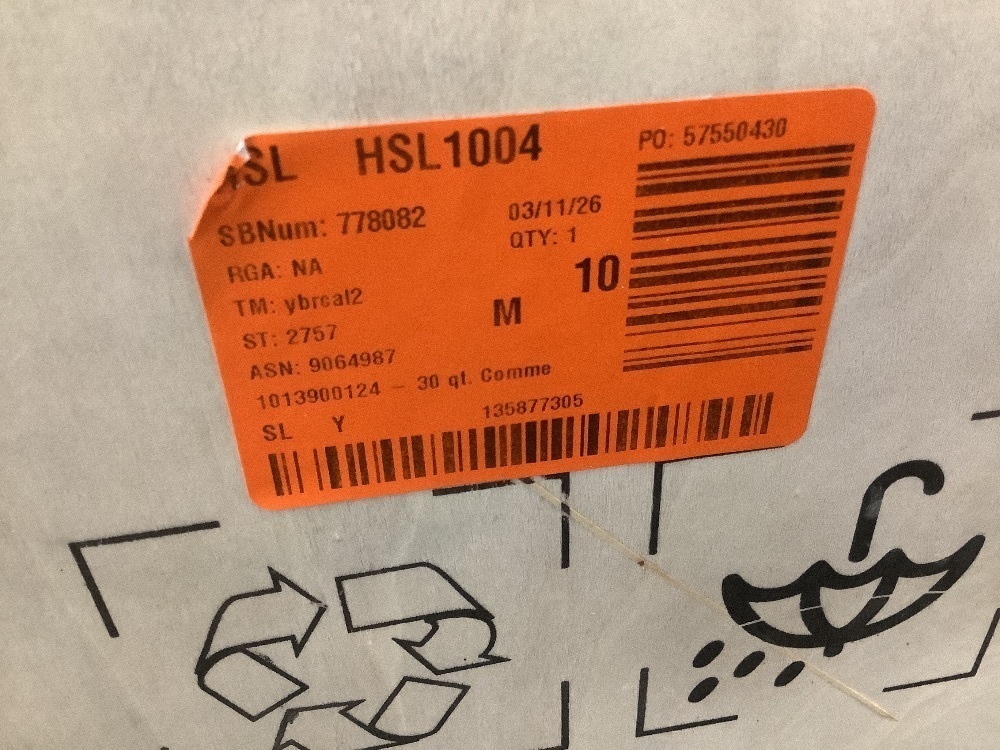 HSL HSL1004 PO: 57550430
SBNum: 778082 03/11/26
RGA: NA QTY: 1
TM: ybrcal2 M 10
ST: 2757
ASN: 9064987
1013900124 - 30 qt. Comme
SL Y 135877305